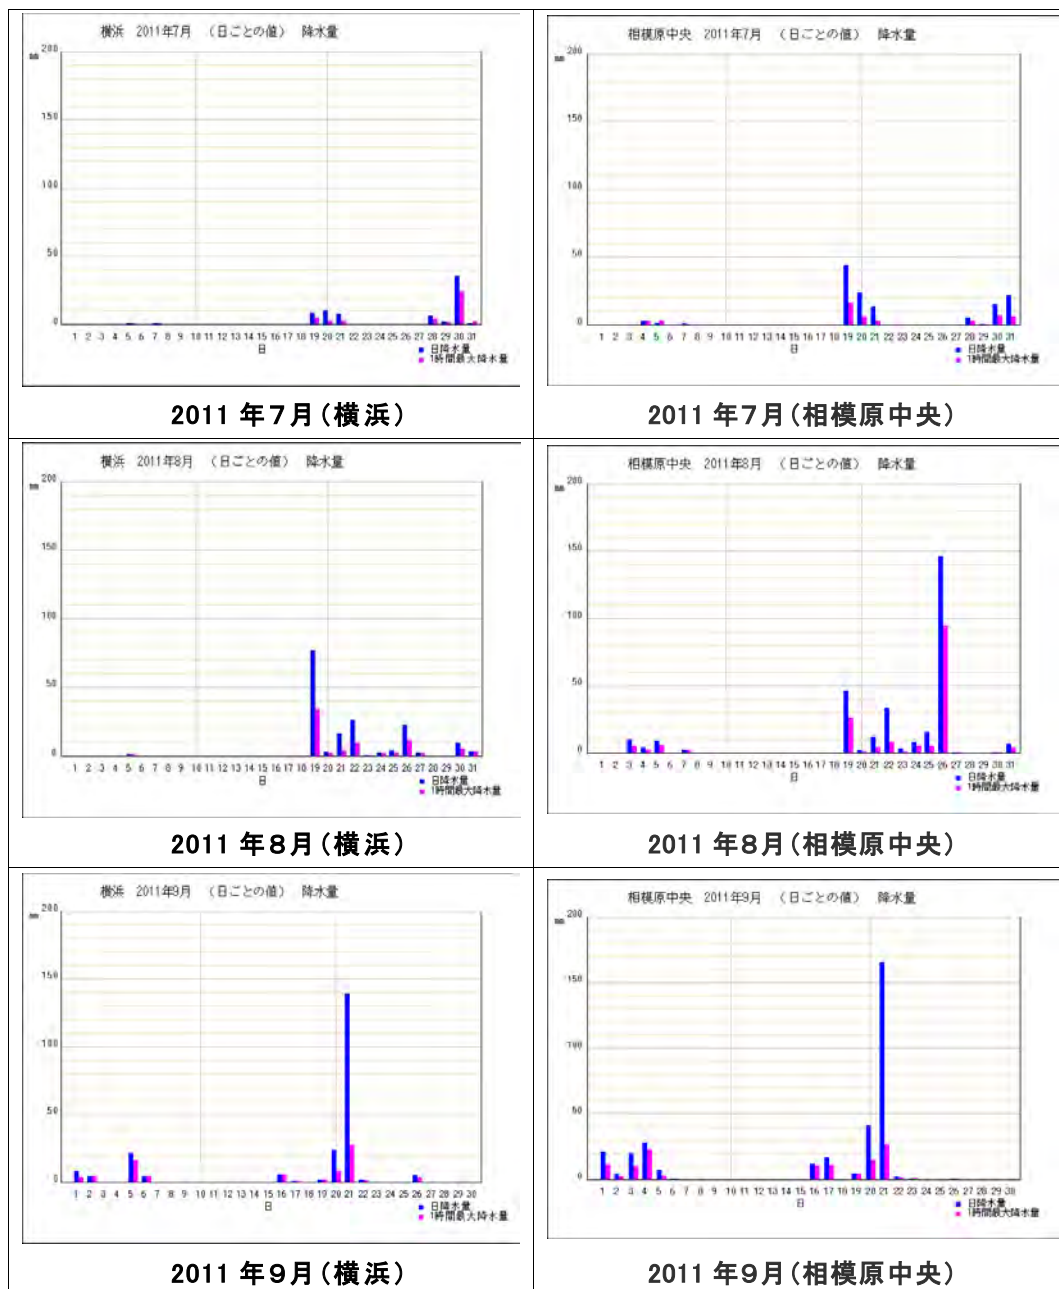 横浜 2011年7月 （日ごとの値） 降水量
mm
200
150
100
50
0
1 2 3 4 5 6 7 8 9 10 11 12 13 14 15 16 17 18 19 20 21 22 23 24 25 26 27 28 29 30 31
日
日降水量
1時間最大降水量
2011 年７月（横浜）
相模原中央 2011年7月 （日ごとの値） 降水量
mm
200
150
100
50
0
1 2 3 4 5 6 7 8 9 10 11 12 13 14 15 16 17 18 19 20 21 22 23 24 25 26 27 28 29 30 31
日
日降水量
1時間最大降水量
2011 年７月（相模原中央）
横浜 2011年8月 （日ごとの値） 降水量
mm
200
150
100
50
0
1 2 3 4 5 6 7 8 9 10 11 12 13 14 15 16 17 18 19 20 21 22 23 24 25 26 27 28 29 30 31
日
日降水量
1時間最大降水量
2011 年８月（横浜）
相模原中央 2011年8月 （日ごとの値） 降水量
mm
200
150
100
50
0
1 2 3 4 5 6 7 8 9 10 11 12 13 14 15 16 17 18 19 20 21 22 23 24 25 26 27 28 29 30 31
日
日降水量
1時間最大降水量
2011 年８月（相模原中央）
横浜 2011年9月 （日ごとの値） 降水量
mm
200
150
100
50
0
1 2 3 4 5 6 7 8 9 10 11 12 13 14 15 16 17 18 19 20 21 22 23 24 25 26 27 28 29 30
日
日降水量
1時間最大降水量
2011 年９月（横浜）
相模原中央 2011年9月 （日ごとの値） 降水量
mm
200
150
100
50
0
1 2 3 4 5 6 7 8 9 10 11 12 13 14 15 16 17 18 19 20 21 22 23 24 25 26 27 28 29 30
日
日降水量
1時間最大降水量
2011 年９月（相模原中央）